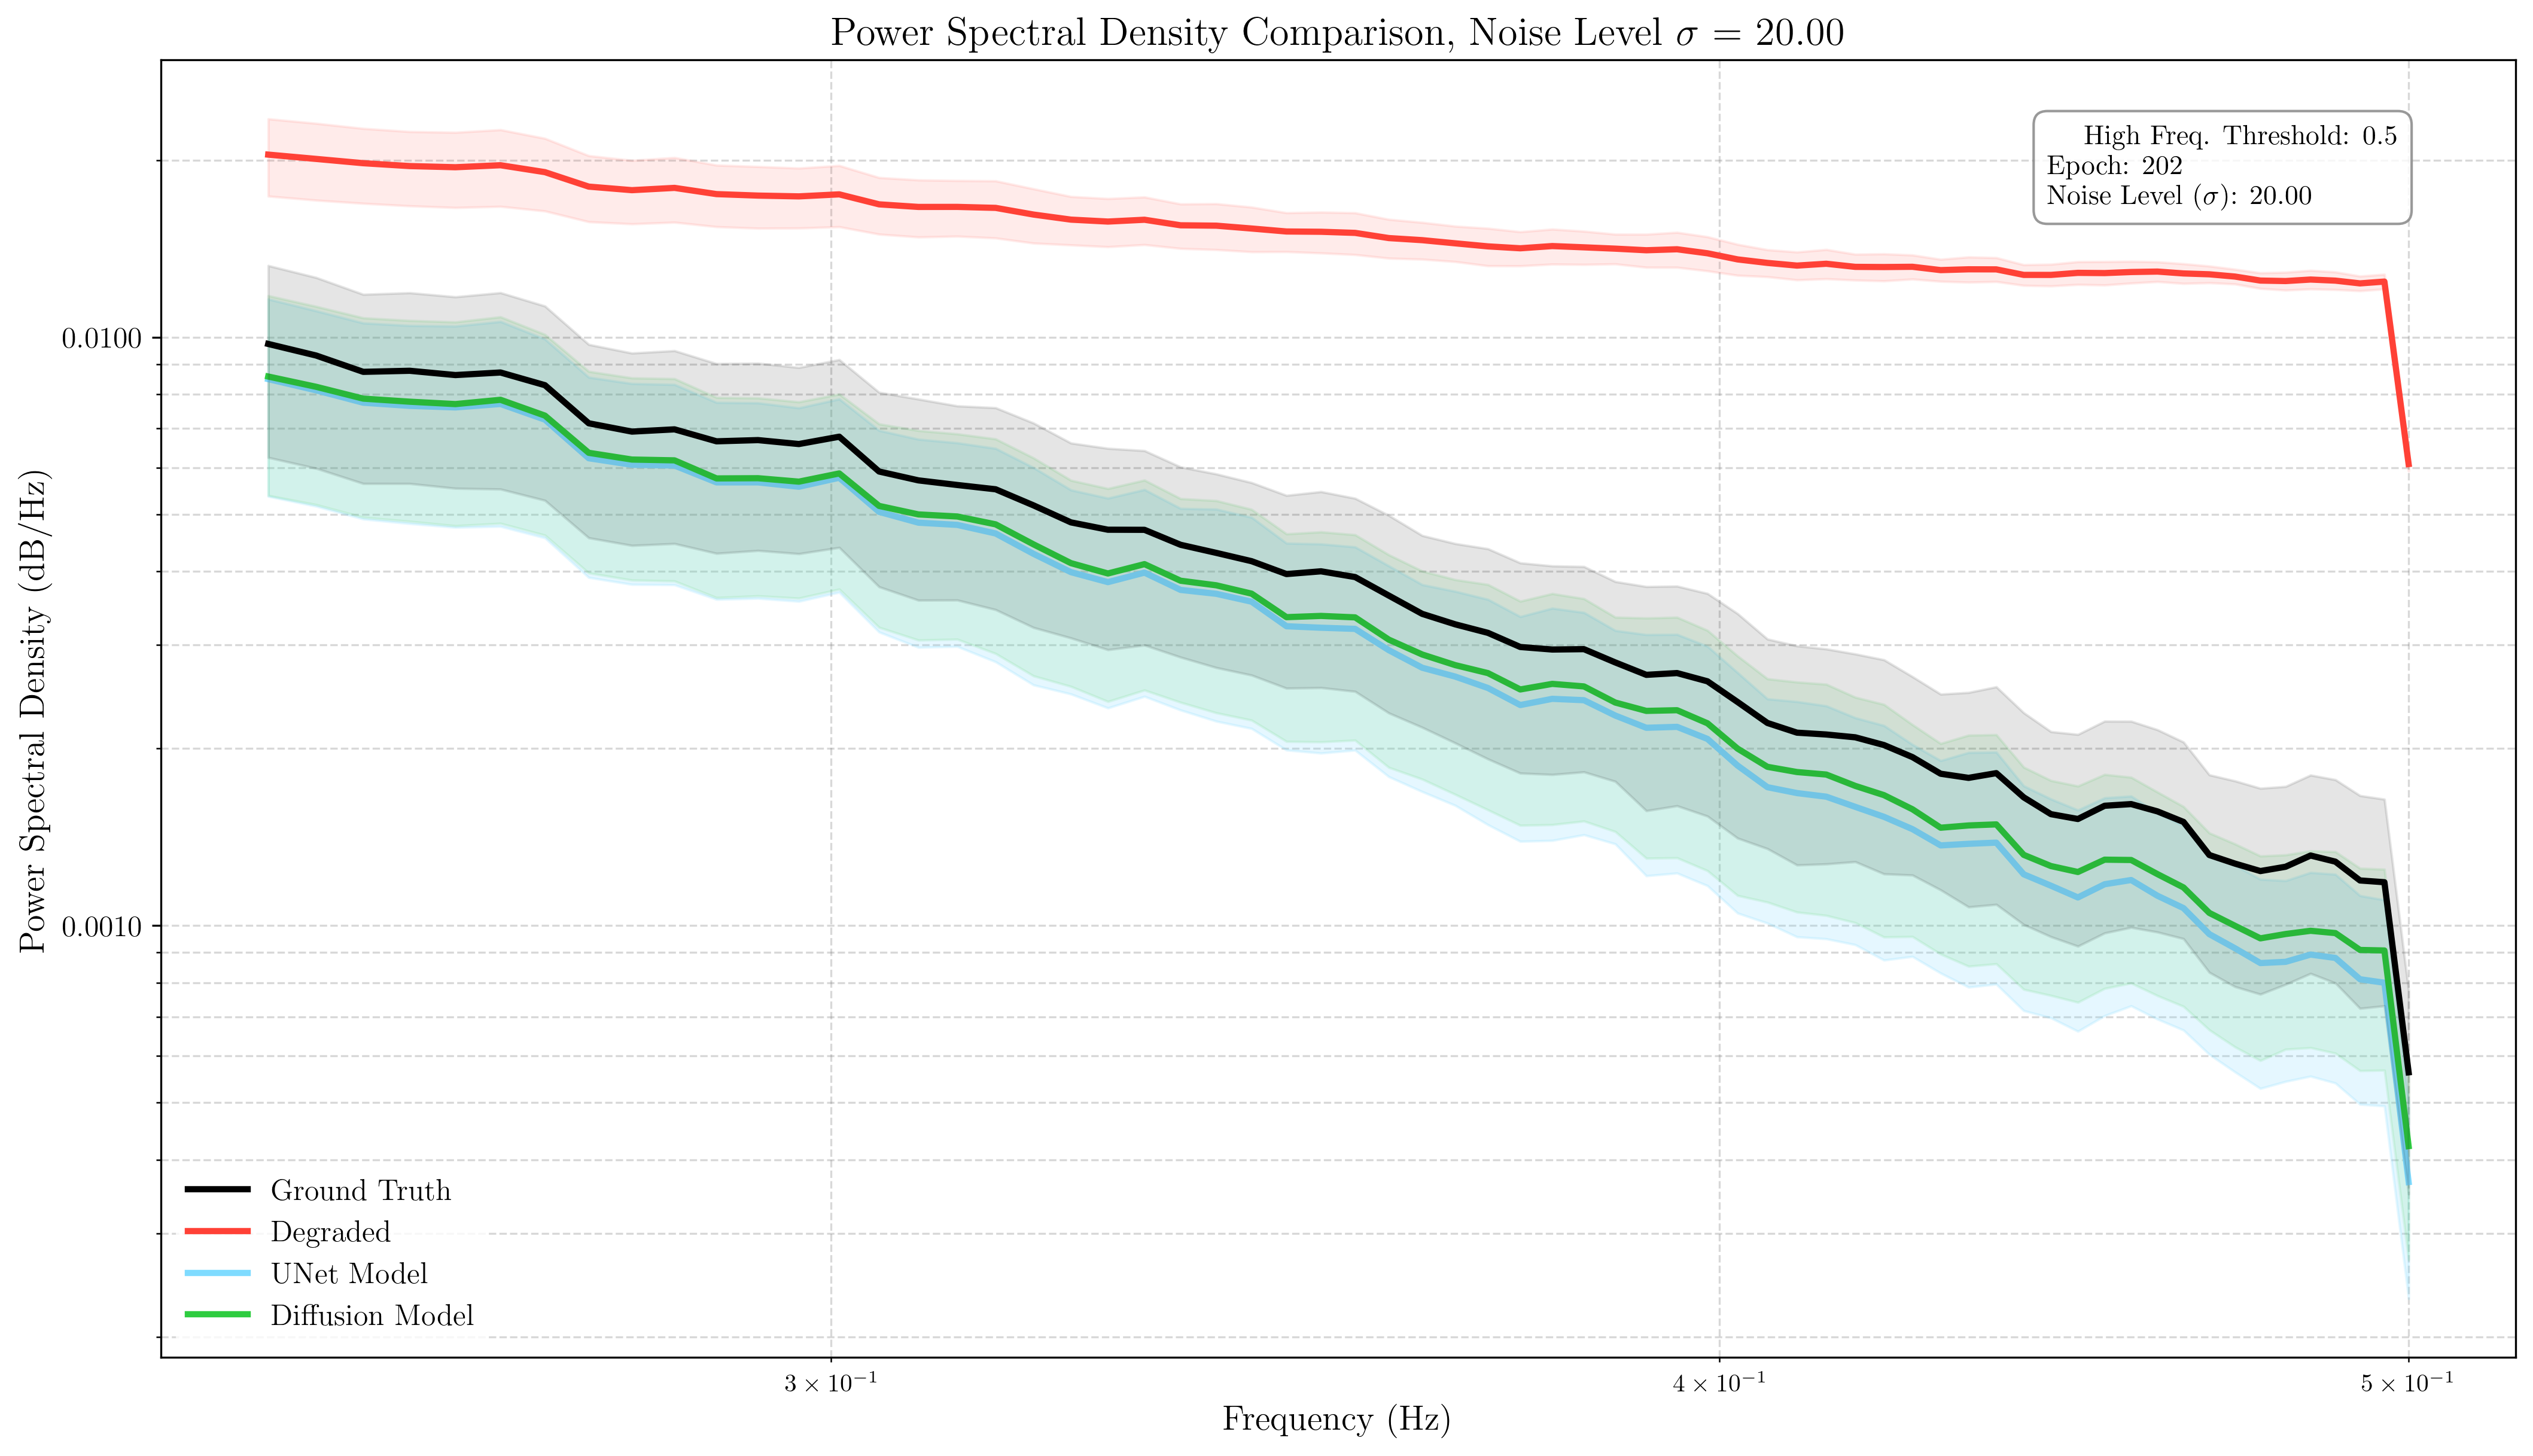 Power Spectral Density Comparison, Noise Level σ = 20.00
High Freq. Threshold: 0.5
Epoch: 202
Noise Level (σ): 20.00
Power Spectral Density (dB/Hz)
0.0100
0.0010
Ground Truth
Degraded
UNet Model
Diffusion Model
3 × 10⁻¹
4 × 10⁻¹
5 × 10⁻¹
Frequency (Hz)